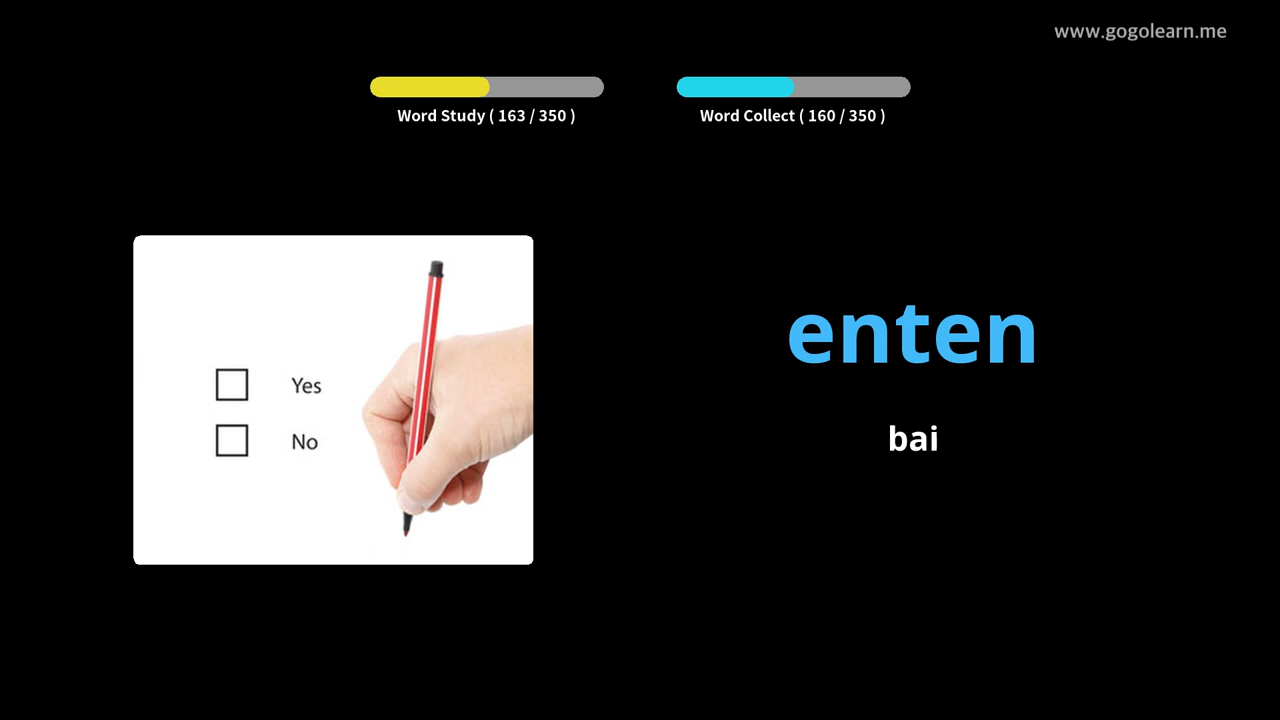 www.gogolearn.me
Word Study ( 163 / 350 )
Word Collect ( 160 / 350 )
Yes
No
enten
bai